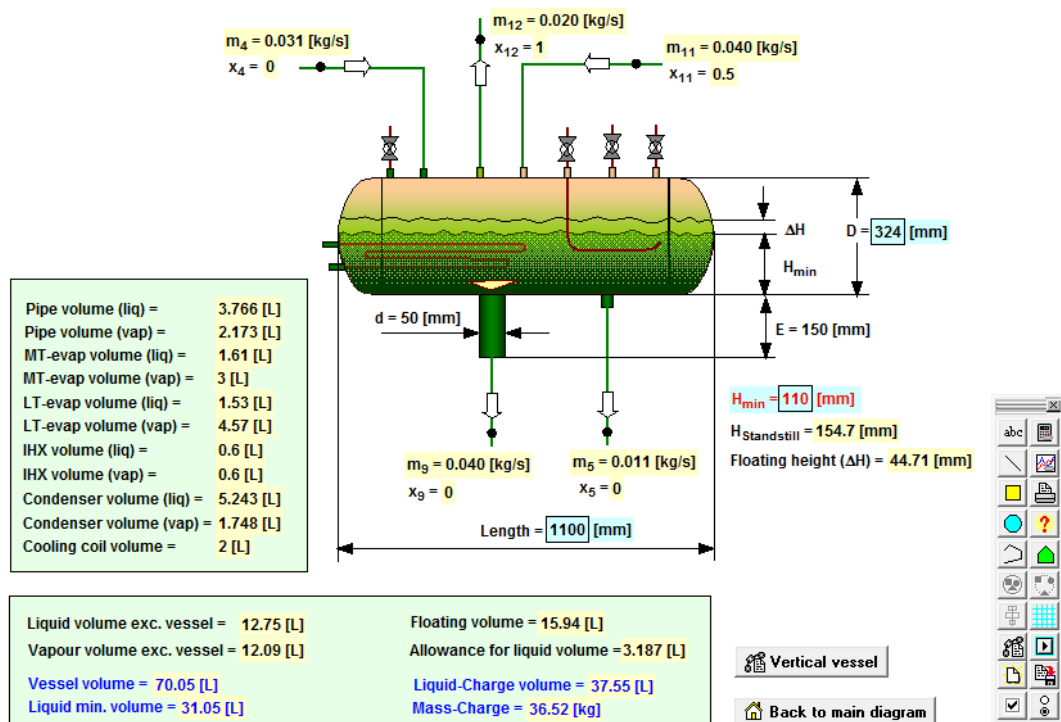 m12 = 0.020 [kg/s]
x12 = 1
m4 = 0.031 [kg/s]
x4 = 0
m11 = 0.040 [kg/s]
x11 = 0.5
ΔH
D = 324 [mm]
Hmin
d = 50 [mm]
E = 150 [mm]
Pipe volume (liq) = 3.766 [L]
Pipe volume (vap) = 2.173 [L]
MT-evap volume (liq) = 1.61 [L]
MT-evap volume (vap) = 3 [L]
LT-evap volume (liq) = 1.53 [L]
LT-evap volume (vap) = 4.57 [L]
IHX volume (liq) = 0.6 [L]
IHX volume (vap) = 0.6 [L]
Condenser volume (liq) = 5.243 [L]
Condenser volume (vap) = 1.748 [L]
Cooling coil volume = 2 [L]
Hmin = 110 [mm]
HStandstill = 154.7 [mm]
Floating height (ΔH) = 44.71 [mm]
m9 = 0.040 [kg/s]
x9 = 0
m5 = 0.011 [kg/s]
x5 = 0
Length = 1100 [mm]
abc
?
Liquid volume exc. vessel = 12.75 [L]
Vapour volume exc. vessel = 12.09 [L]
Vessel volume = 70.05 [L]
Liquid min. volume = 31.05 [L]
Floating volume = 15.94 [L]
Allowance for liquid volume = 3.187 [L]
Liquid-Charge volume = 37.55 [L]
Mass-Charge = 36.52 [kg]
Vertical vessel
Back to main diagram